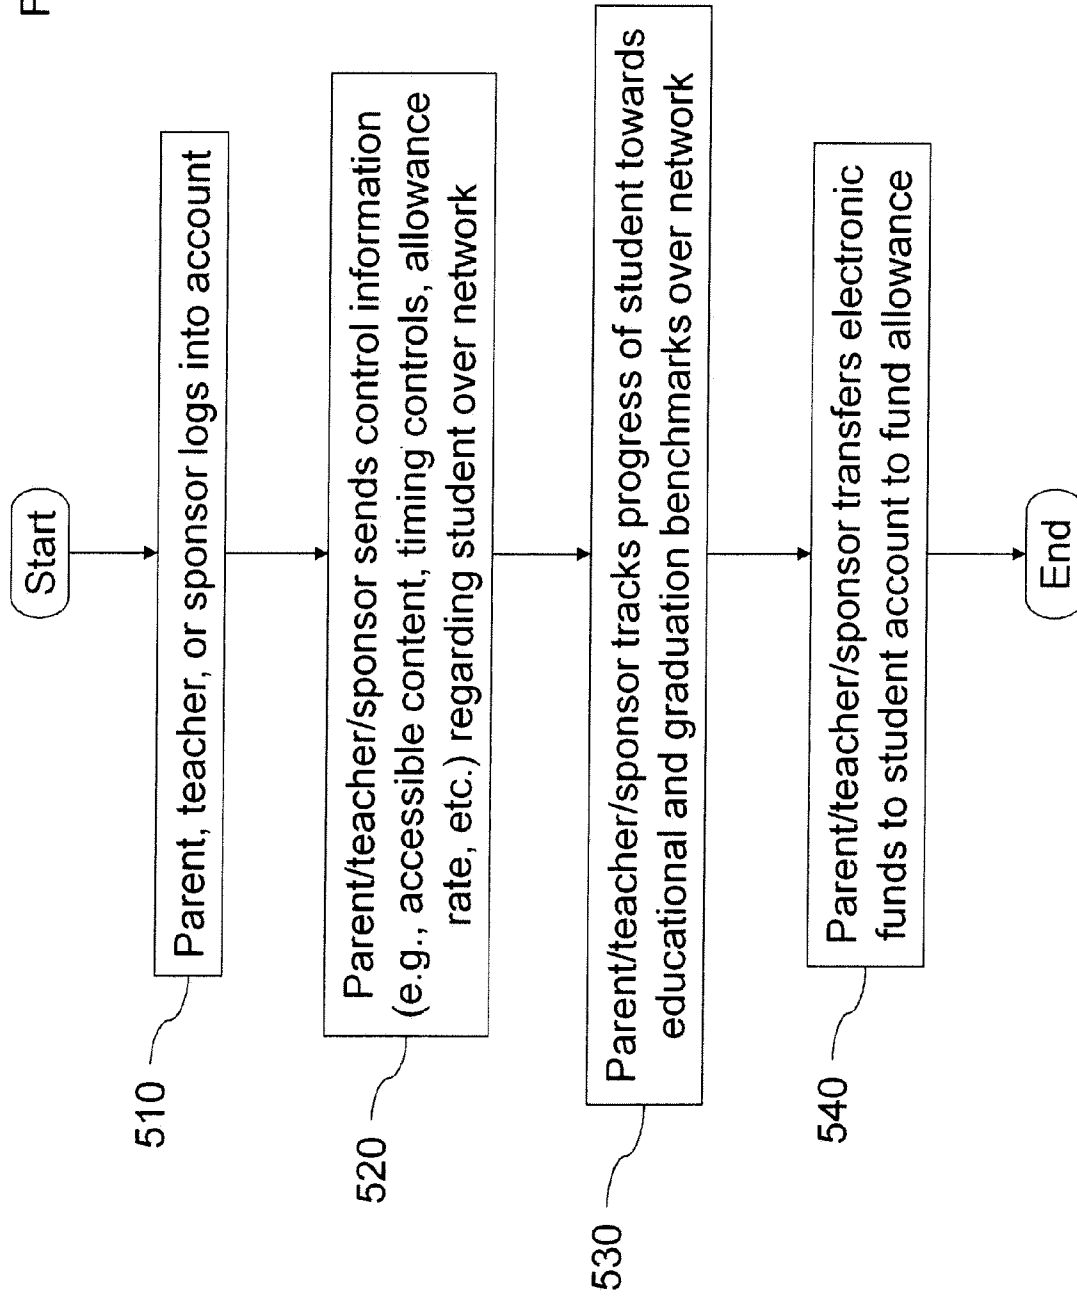 F
Start
510
Parent, teacher, or sponsor logs into account
520
Parent/teacher/sponsor sends control information
(e.g., accessible content, timing controls, allowance
rate, etc.) regarding student over network
530
Parent/teacher/sponsor tracks progress of student towards
educational and graduation benchmarks over network
540
Parent/teacher/sponsor transfers electronic
funds to student account to fund allowance
End